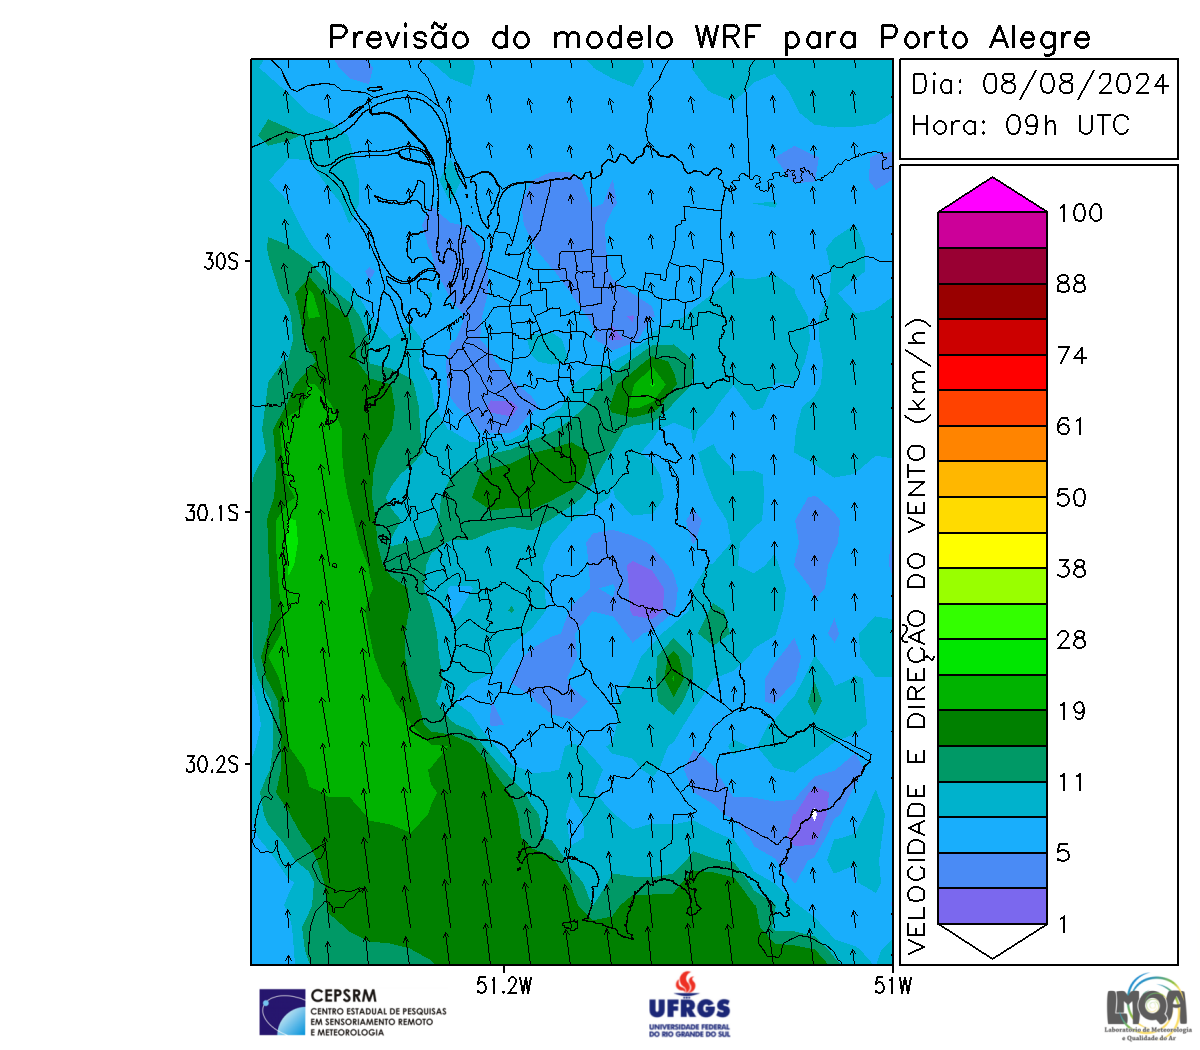 Previsão do modelo WRF para Porto Alegre
Dia: 08/08/2024
Hora: 09h UTC
30S
30.1S
30.2S
51.2W
51W
VELOCIDADE E DIREÇÃO DO VENTO (km/h)
100
88
74
61
50
38
28
19
11
5
1
CEPSRM
CENTRO ESTADUAL DE PESQUISAS
EM SENSORIAMENTO REMOTO
E METEOROLOGIA
UFRGS
UNIVERSIDADE FEDERAL
DO RIO GRANDE DO SUL
LMQA
Laboratório de Meteorologia
e Qualidade do Ar